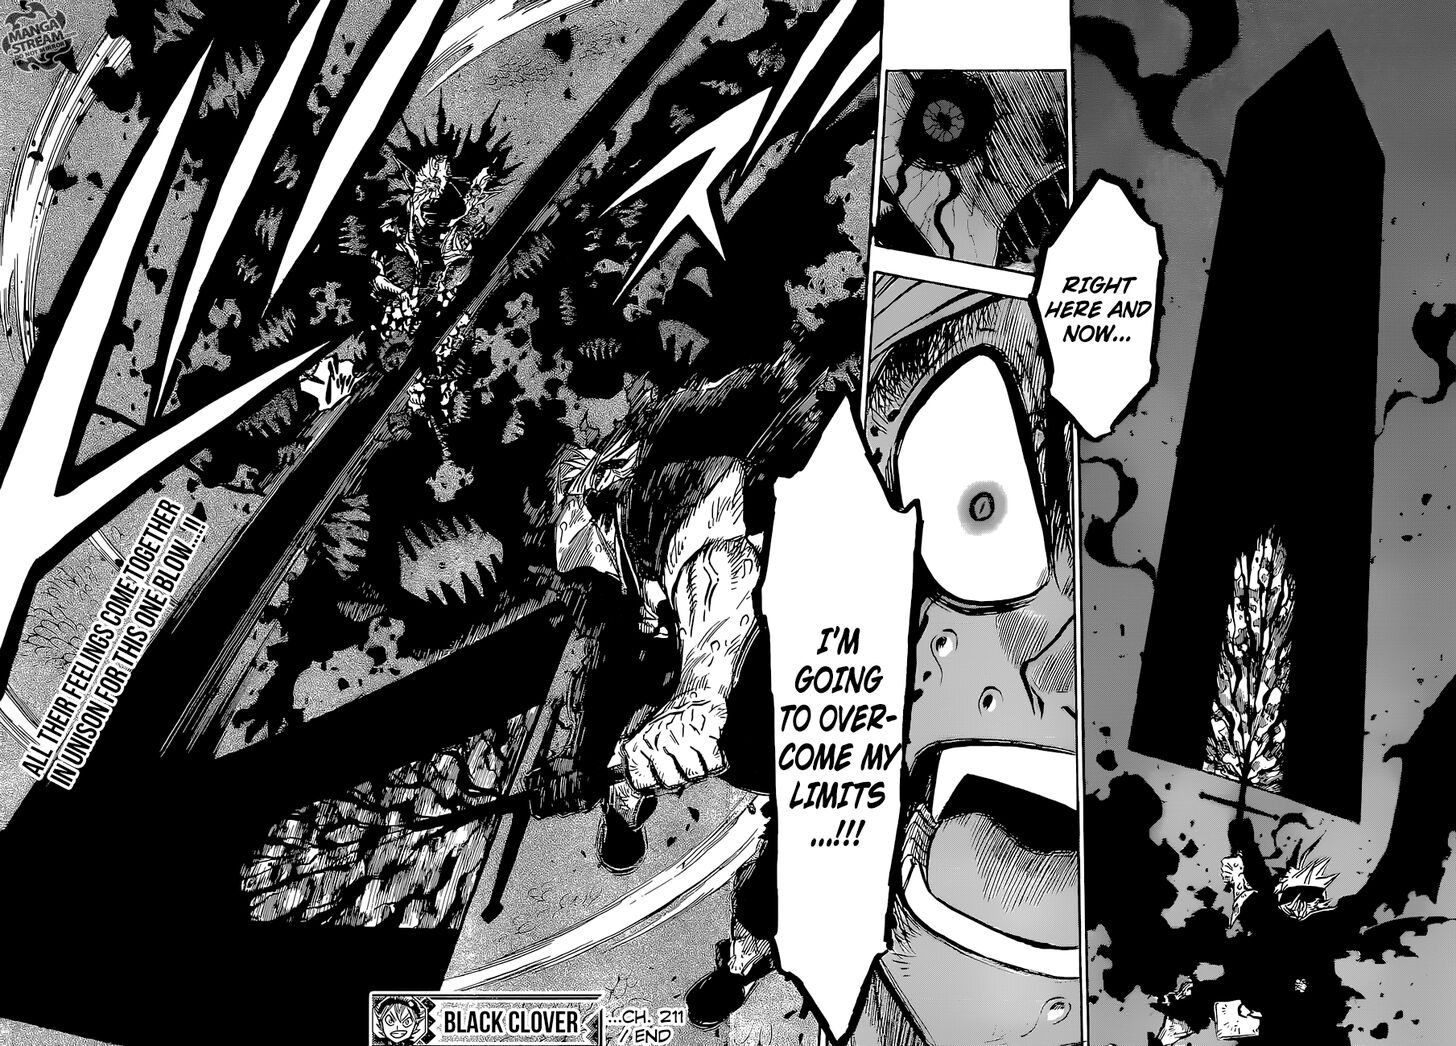 RIGHT
HERE AND
NOW...
I'M
GOING
TO OVER-
COME MY
LIMITS
...!!!
ALL THEIR FEELINGS COME TOGETHER
IN UNISON FOR THIS ONE BLOW...!!
BLACK CLOVER
...CH. 211
/ END
MANGA
STREAM